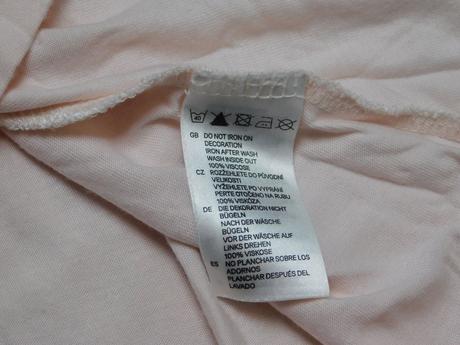 GB DO NOT IRON ON
DECORATION
IRON AFTER WASH
WASH INSIDE OUT
100% VISCOSE
CZ ROZŽEHLETE DO PŮVODNÍ
VELIKOSTI
VYŽEHLETE PO VYPRÁNÍ
PERTE OTOČENO NA RUBU
100% VISKÓZA
DE DIE DEKORATION NICHT
BÜGELN
NACH DER WÄSCHE
BÜGELN
VOR DER WÄSCHE AUF
LINKS DREHEN
100% VISKOSE
ES NO PLANCHAR SOBRE LOS
ADORNOS
PLANCHAR DESPUÉS DEL
LAVADO